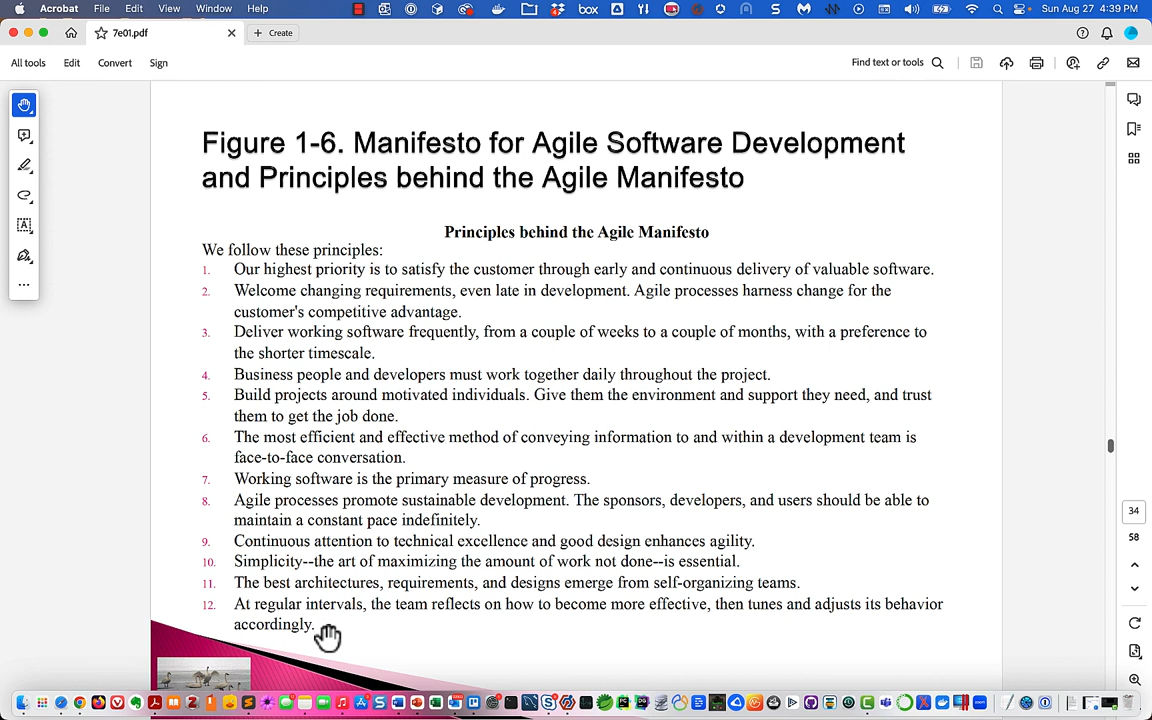 Acrobat File Edit View Window Help box Sun Aug 27 4:39 PM
7e01.pdf Create
All tools Edit Convert Sign Find text or tools
Figure 1-6. Manifesto for Agile Software Development
and Principles behind the Agile Manifesto
Principles behind the Agile Manifesto
We follow these principles:
1. Our highest priority is to satisfy the customer through early and continuous delivery of valuable software.
2. Welcome changing requirements, even late in development. Agile processes harness change for the
customer's competitive advantage.
3. Deliver working software frequently, from a couple of weeks to a couple of months, with a preference to
the shorter timescale.
4. Business people and developers must work together daily throughout the project.
5. Build projects around motivated individuals. Give them the environment and support they need, and trust
them to get the job done.
6. The most efficient and effective method of conveying information to and within a development team is
face-to-face conversation.
7. Working software is the primary measure of progress.
8. Agile processes promote sustainable development. The sponsors, developers, and users should be able to
maintain a constant pace indefinitely.
34
9. Continuous attention to technical excellence and good design enhances agility.
58
10. Simplicity--the art of maximizing the amount of work not done--is essential.
11. The best architectures, requirements, and designs emerge from self-organizing teams.
12. At regular intervals, the team reflects on how to become more effective, then tunes and adjusts its behavior
accordingly.